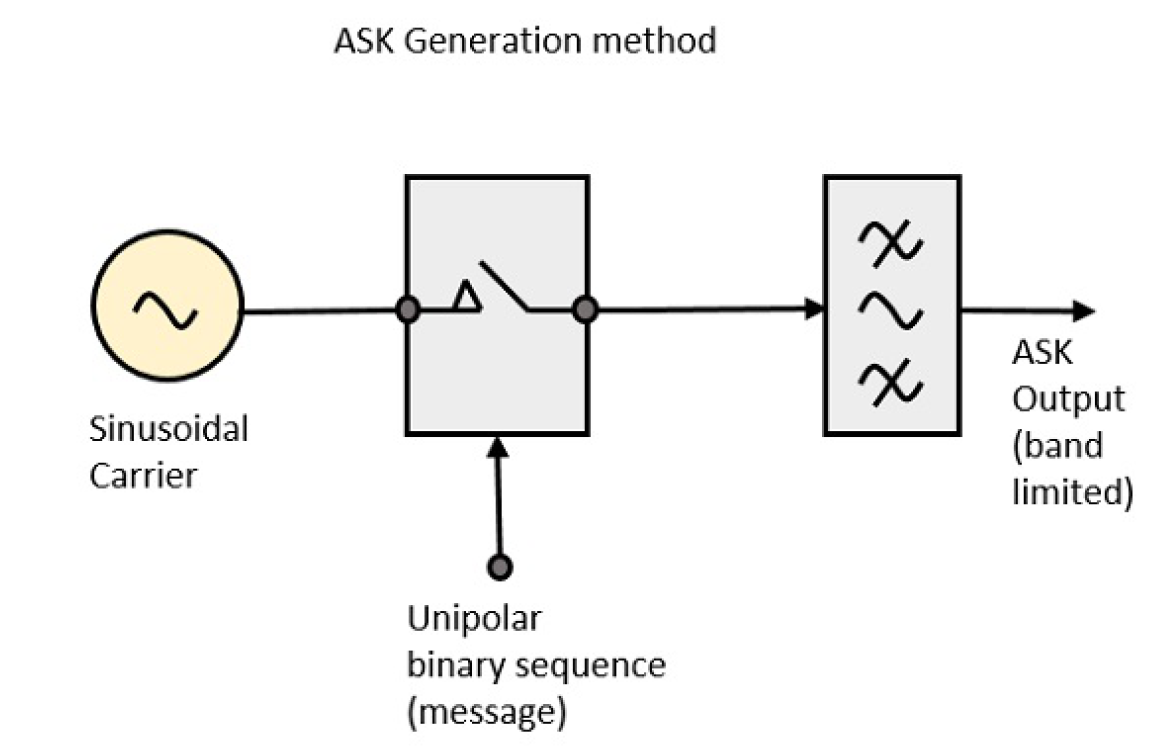 ASK Generation method
Sinusoidal
Carrier
Unipolar
binary sequence
(message)
ASK
Output
(band
limited)